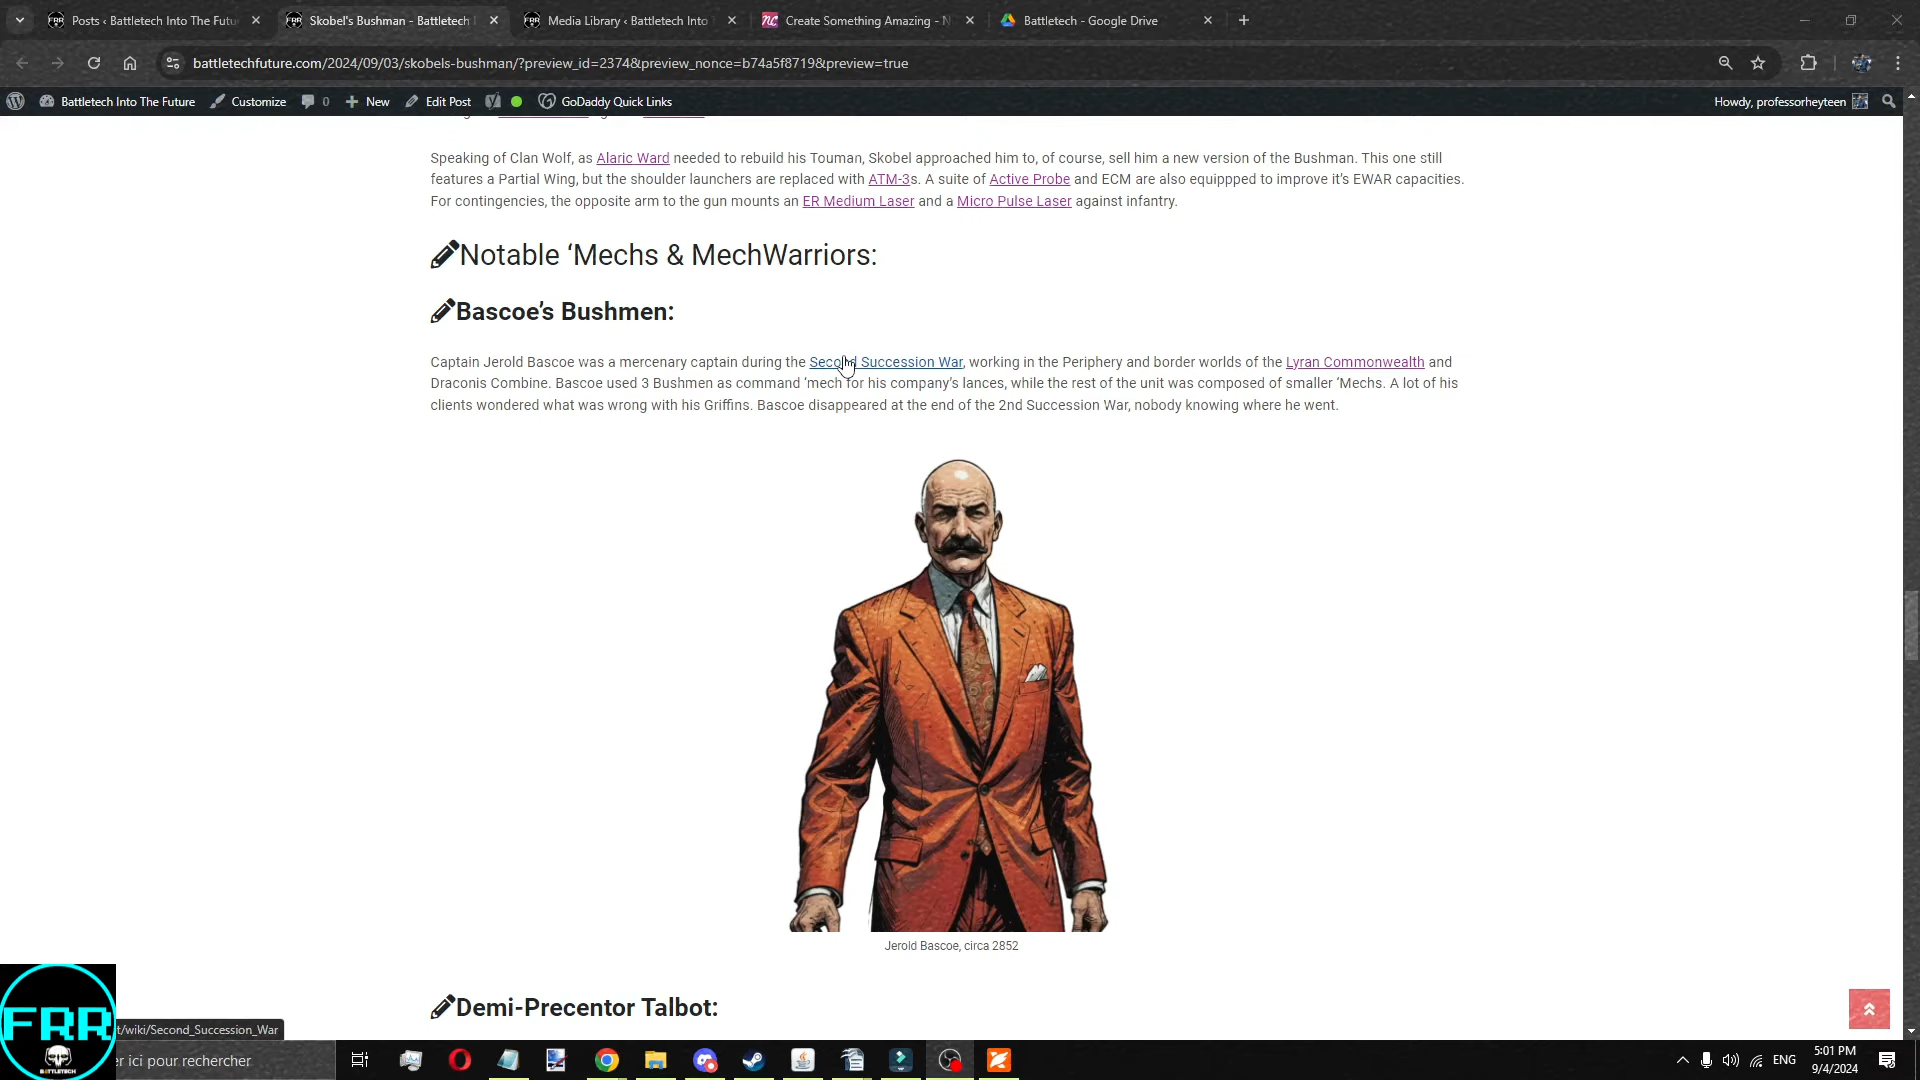 Posts ‹ Battletech Into The Futu
Skobel's Bushman - Battletech I
Media Library ‹ Battletech Into
Create Something Amazing - N
Battletech - Google Drive
battletechfuture.com/2024/09/03/skobels-bushman/?preview_id=2374&preview_nonce=b74a5f8719&preview=true
Battletech Into The Future
Customize
0
New
Edit Post
GoDaddy Quick Links
Howdy, professorheyteen
Speaking of Clan Wolf, as Alaric Ward needed to rebuild his Touman, Skobel approached him to, of course, sell him a new version of the Bushman. This one still
features a Partial Wing, but the shoulder launchers are replaced with ATM-3s. A suite of Active Probe and ECM are also equippped to improve it's EWAR capacities.
For contingencies, the opposite arm to the gun mounts an ER Medium Laser and a Micro Pulse Laser against infantry.
Notable ‘Mechs & MechWarriors:
Bascoe’s Bushmen:
Captain Jerold Bascoe was a mercenary captain during the Second Succession War, working in the Periphery and border worlds of the Lyran Commonwealth and
Draconis Combine. Bascoe used 3 Bushmen as command ‘mech for his company’s lances, while the rest of the unit was composed of smaller ‘Mechs. A lot of his
clients wondered what was wrong with his Griffins. Bascoe disappeared at the end of the 2nd Succession War, nobody knowing where he went.
Jerold Bascoe, circa 2852
Demi-Precentor Talbot:
FRR
BATTLETECH
t/wiki/Second_Succession_War
er ici pour rechercher
ENG
5:01 PM
9/4/2024